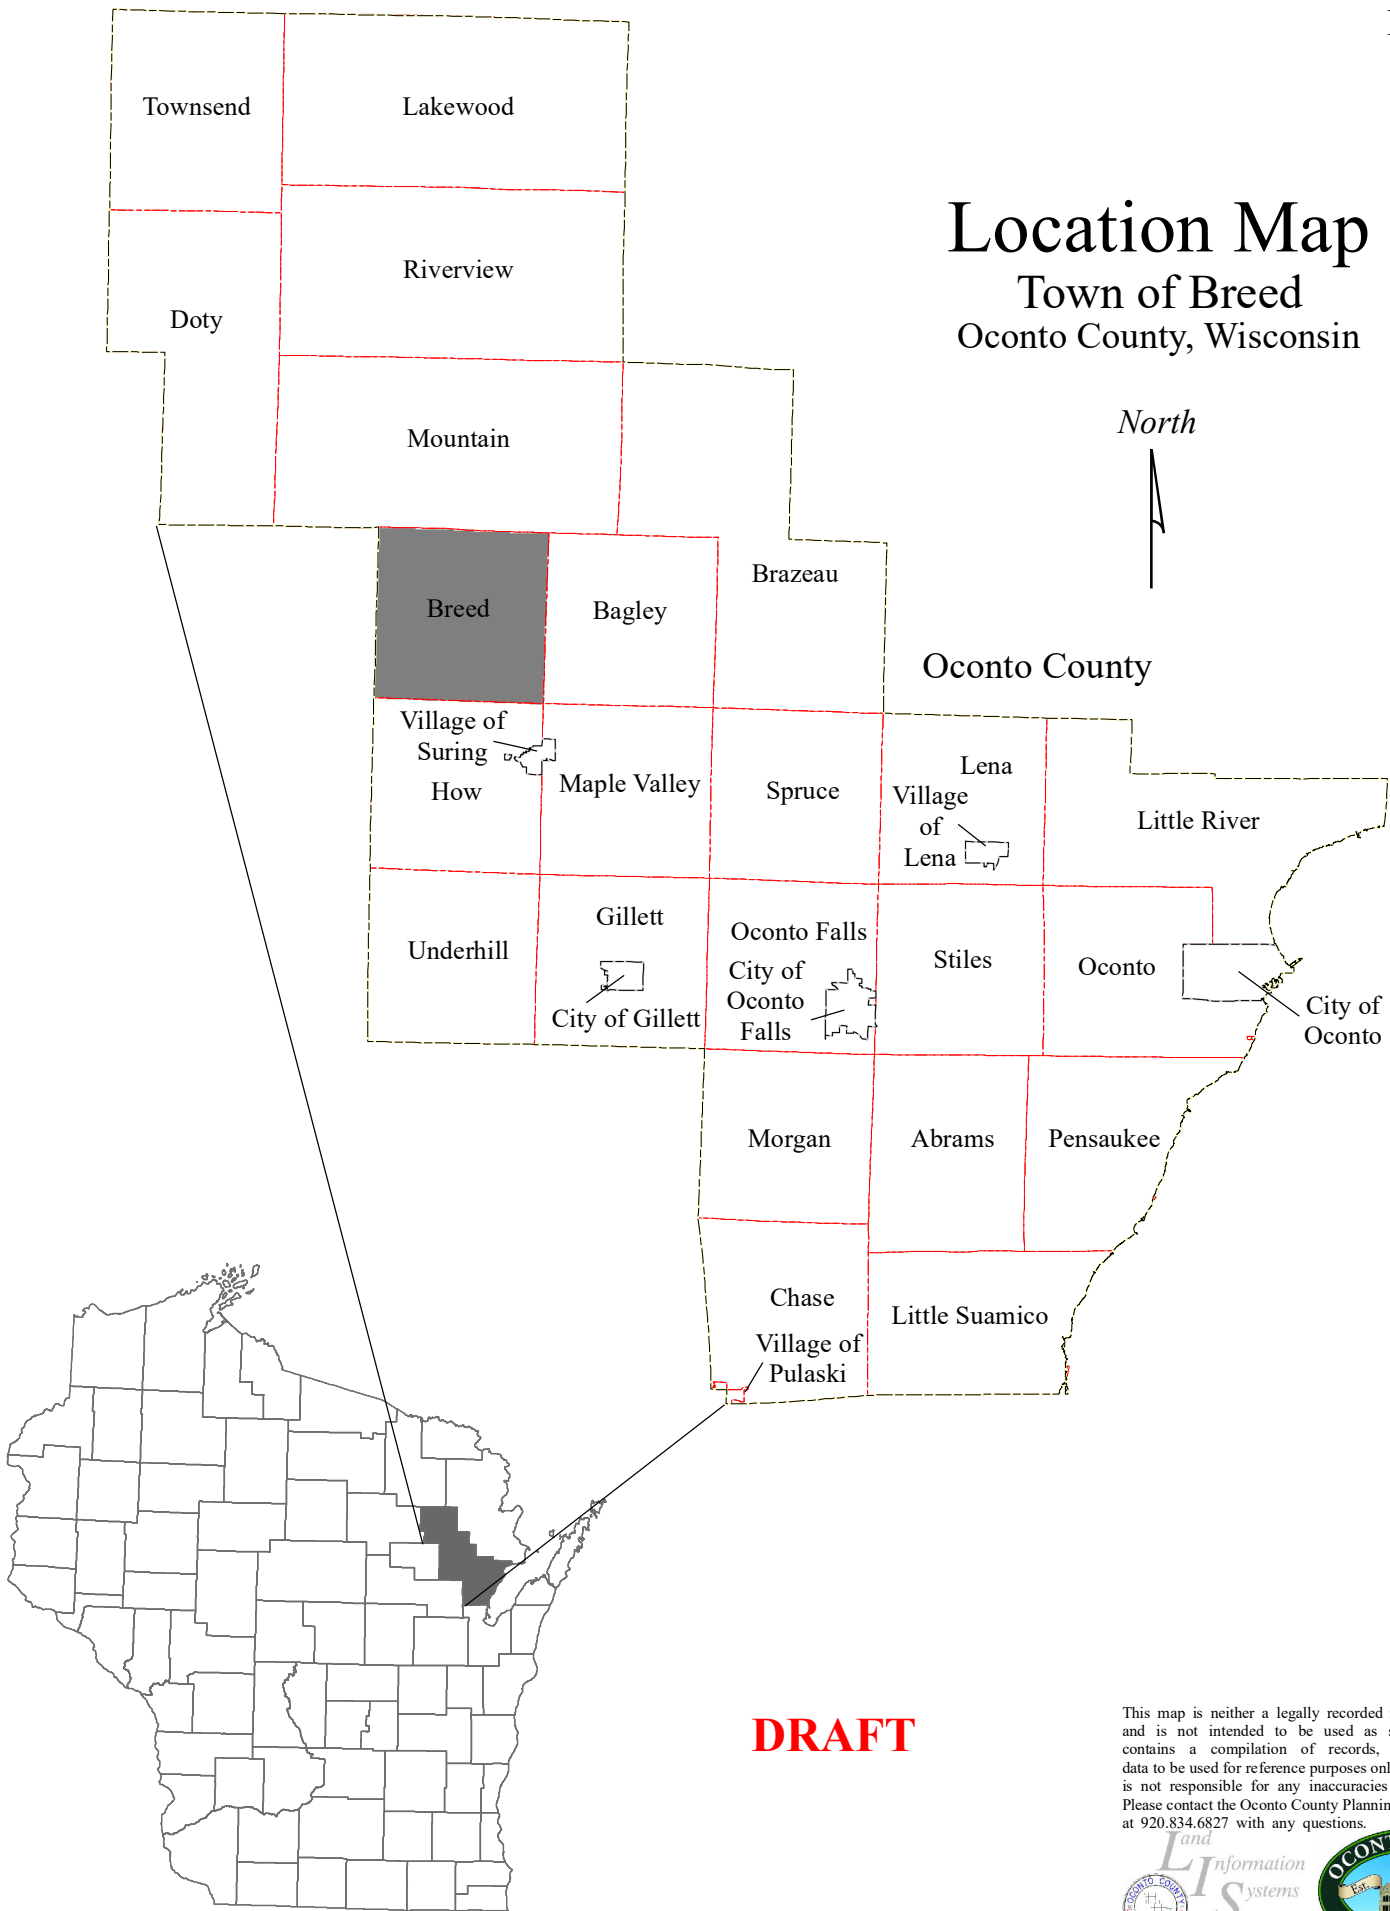 Location Map
Town of Breed
Oconto County, Wisconsin
North
Townsend
Lakewood
Riverview
Doty
Mountain
Brazeau
Breed
Bagley
Oconto County
Village of
Suring
How
Maple Valley
Spruce
Lena
Village
of
Lena
Little River
Underhill
Gillett
City of Gillett
Oconto Falls
City of
Oconto
Falls
Stiles
Oconto
City of
Oconto
Morgan
Abrams
Pensaukee
Chase
Village of
Pulaski
Little Suamico
DRAFT
This map is neither a legally recorded
and is not intended to be used as
contains a compilation of records,
data to be used for reference purposes onl
is not responsible for any inaccuracies
Please contact the Oconto County Plannin
at 920.834.6827 with any questions.
Land
Information
Systems
OCONTO COUNTY
OCONT
Est.